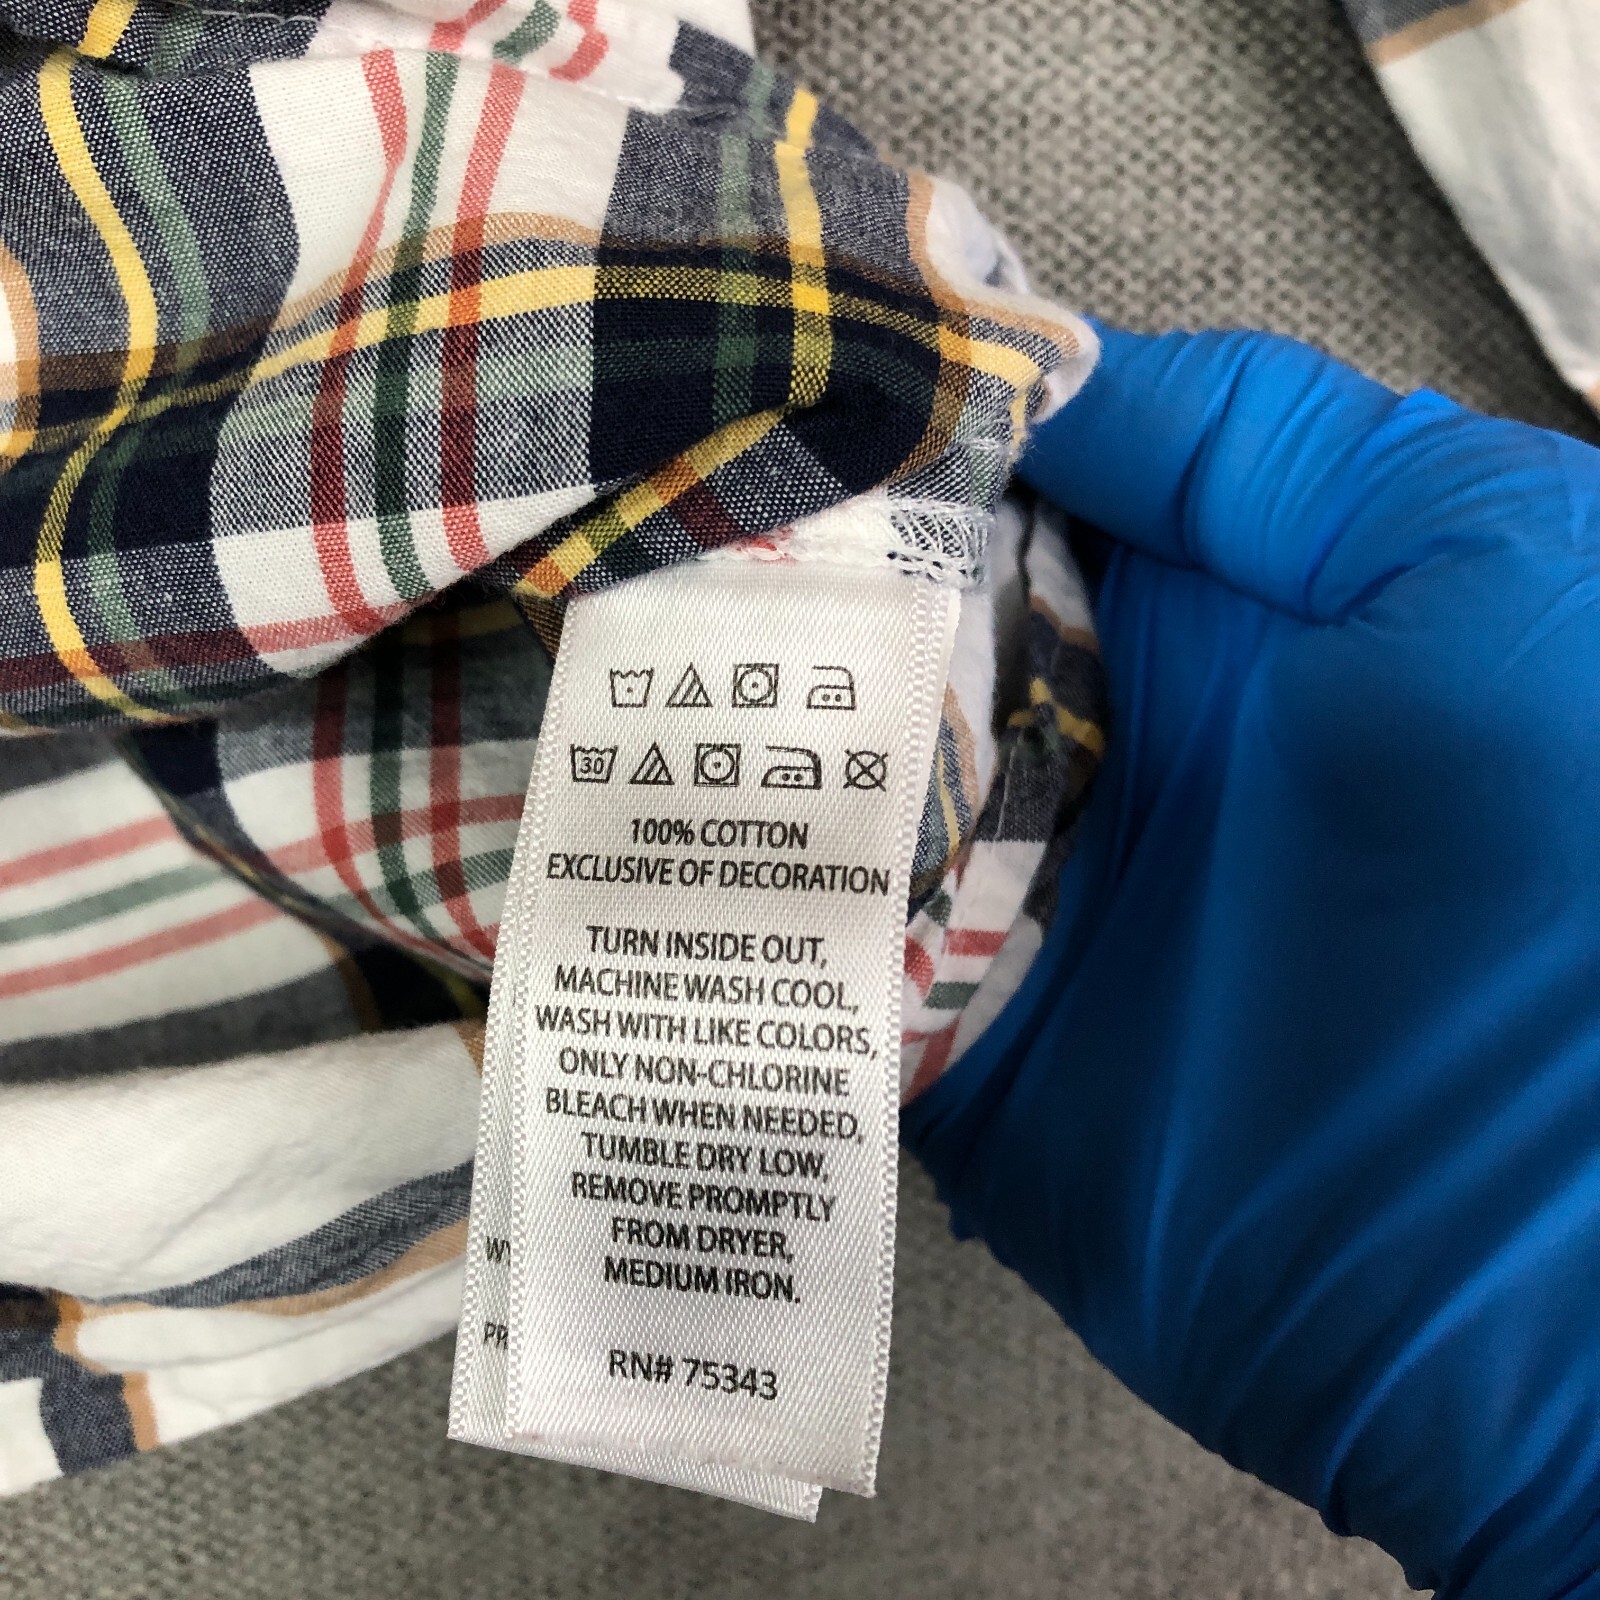 30
100% COTTON
EXCLUSIVE OF DECORATION
TURN INSIDE OUT,
MACHINE WASH COOL,
WASH WITH LIKE COLORS,
ONLY NON-CHLORINE
BLEACH WHEN NEEDED,
TUMBLE DRY LOW,
REMOVE PROMPTLY
FROM DRYER,
MEDIUM IRON.
RN# 75343